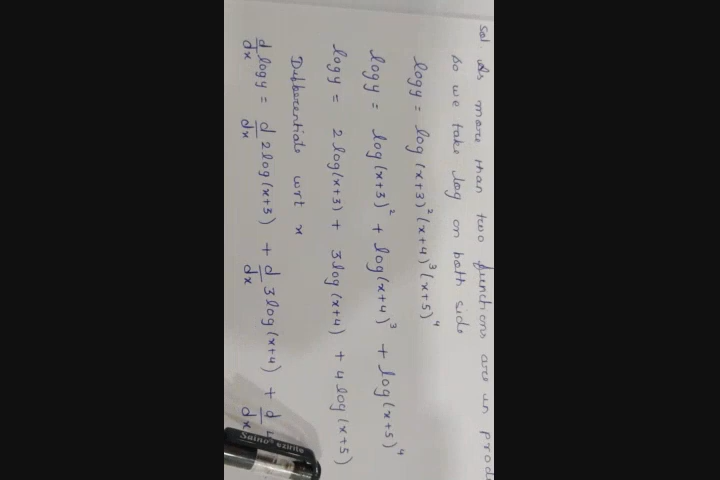 Sol. As more than two functions are in prod
So we take log on both side
log y = log (x+3)² (x+4)³ (x+5)⁴
log y = log(x+3)² + log(x+4)³ + log(x+5)⁴
log y = 2 log(x+3) + 3 log(x+4) + 4 log(x+5)
Differentiate wrt x
d/dx log y = d/dx 2 log(x+3) + d/dx 3 log(x+4) + d/dx